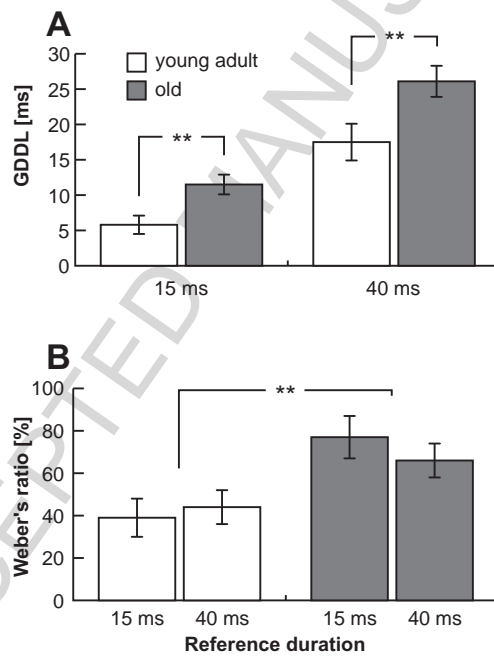 A
GDDL [ms]
30
25
20
15
10
5
0
young adult
old
**
**
15 ms
40 ms
B
Weber's ratio [%]
100
80
60
40
20
0
**
15 ms
40 ms
15 ms
40 ms
Reference duration